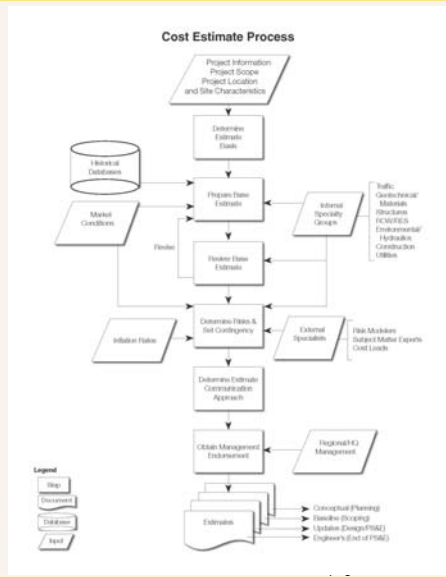 Cost Estimate Process
Project Information
Project Scope
Project Location
and Site Characteristics
Determine
Estimate
Basis
Historical
Databases
Prepare Base
Estimate
Market
Conditions
Internal
Specialty
Groups
Traffic
Geotechnical/
Materials
Structures
ROW/RES
Environmental/
Hydraulics
Construction
Utilities
Revise
Review Base
Estimate
Determine Risks &
Set Contingency
Inflation Rates
External
Specialists
Risk Modelers
Subject Matter Experts
Cost Leads
Determine Estimate
Communication
Approach
Obtain Management
Endorsement
Regional/HQ
Management
Legend
Step
Document
Database
Input
Estimates
Conceptual (Planning)
Baseline (Scoping)
Updates (Design/PS&E)
Engineer's (End of PS&E)